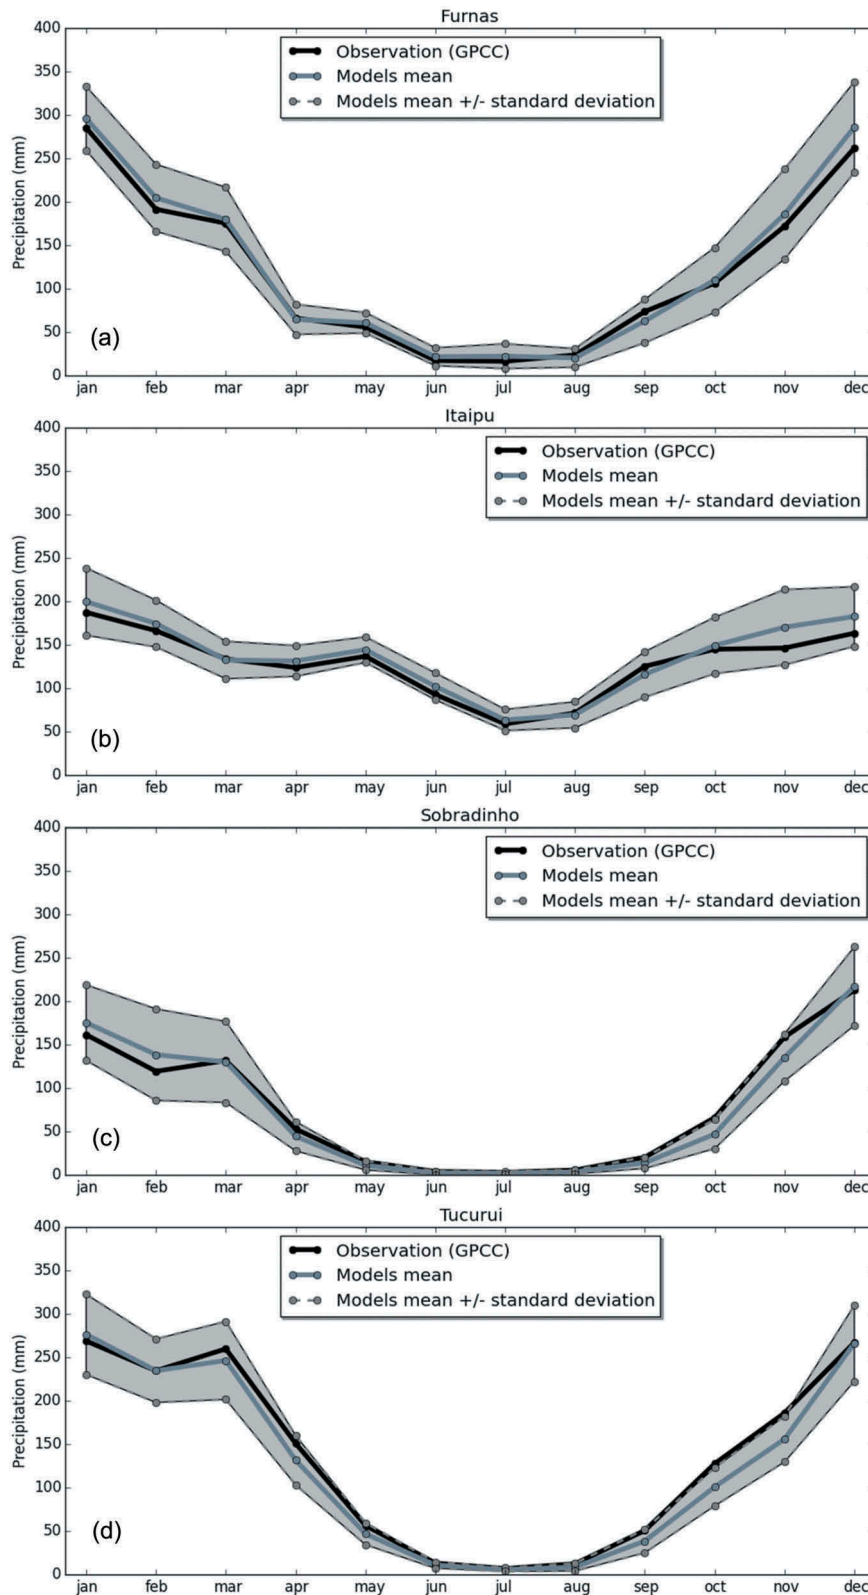 Furnas
400
350
300
250
200
150
100
50
0
Precipitation (mm)
Observation (GPCC)
Models mean
Models mean +/- standard deviation
(a)
jan feb mar apr may jun jul aug sep oct nov dec
Itaipu
400
350
300
250
200
150
100
50
0
Precipitation (mm)
Observation (GPCC)
Models mean
Models mean +/- standard deviation
(b)
jan feb mar apr may jun jul aug sep oct nov dec
Sobradinho
400
350
300
250
200
150
100
50
0
Precipitation (mm)
Observation (GPCC)
Models mean
Models mean +/- standard deviation
(c)
jan feb mar apr may jun jul aug sep oct nov dec
Tucurui
400
350
300
250
200
150
100
50
0
Precipitation (mm)
Observation (GPCC)
Models mean
Models mean +/- standard deviation
(d)
jan feb mar apr may jun jul aug sep oct nov dec